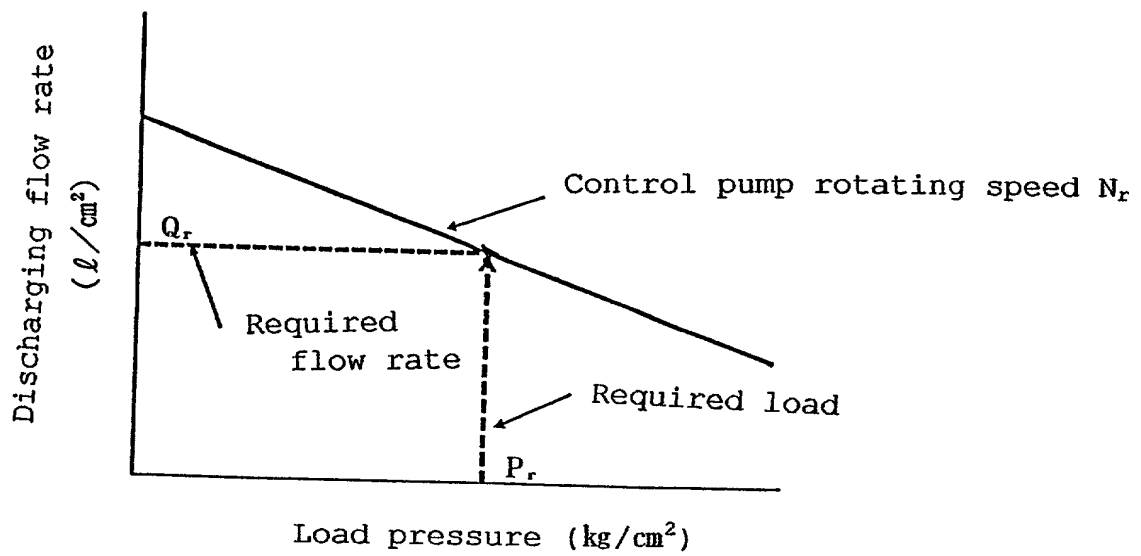 Discharging flow rate
(ℓ/cm²)
Control pump rotating speed Nᵣ
Qᵣ
Required
flow rate
Required load
Pᵣ
Load pressure (kg/cm²)